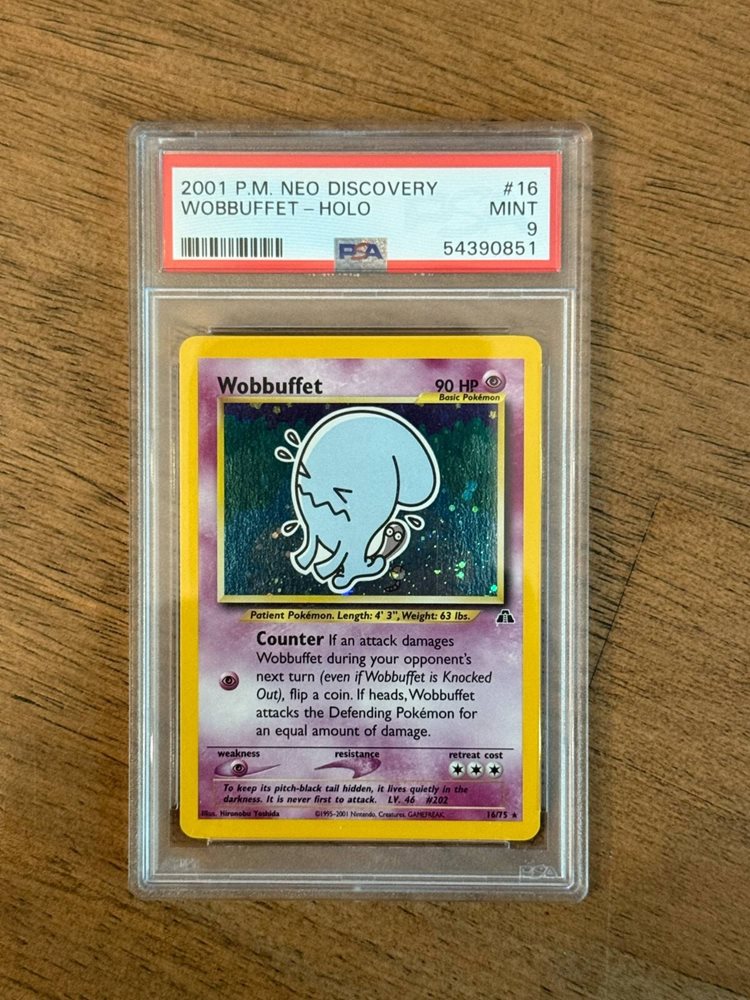 2001 P.M. NEO DISCOVERY #16
WOBBUFFET - HOLO MINT
9
PSA 54390851
Wobbuffet 90 HP
Basic Pokémon
Patient Pokémon. Length: 4' 3", Weight: 63 lbs.
Counter If an attack damages
Wobbuffet during your opponent's
next turn (even if Wobbuffet is Knocked
Out), flip a coin. If heads, Wobbuffet
attacks the Defending Pokémon for
an equal amount of damage.
weakness resistance retreat cost
To keep its pitch-black tail hidden, it lives quietly in the
darkness. It is never first to attack. LV. 46 #202
Illus. Hironobu Yoshida ©1995-2001 Nintendo, Creatures, GAMEFREAK. 16/75 ★
PSA